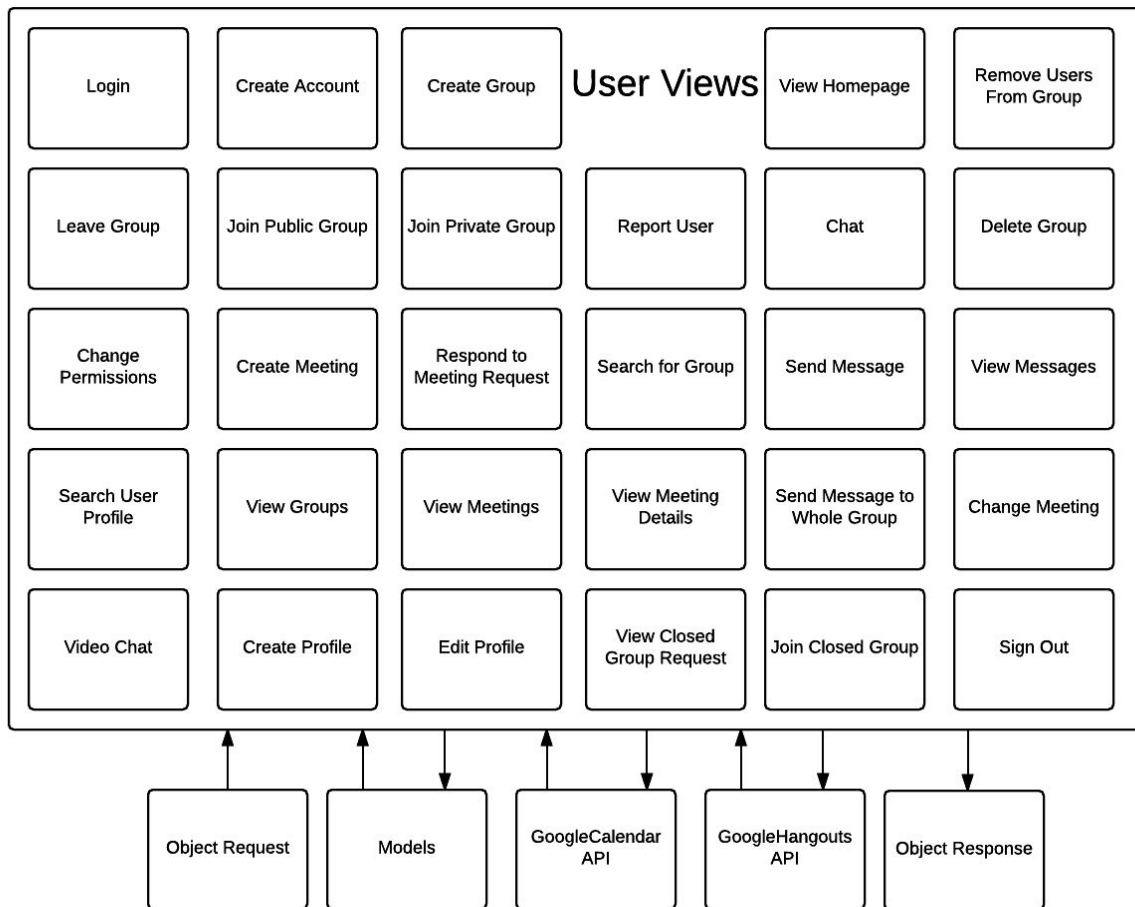 Login
Create Account
Create Group
User Views
View Homepage
Remove Users
From Group
Leave Group
Join Public Group
Join Private Group
Report User
Chat
Delete Group
Change
Permissions
Create Meeting
Respond to
Meeting Request
Search for Group
Send Message
View Messages
Search User
Profile
View Groups
View Meetings
View Meeting
Details
Send Message to
Whole Group
Change Meeting
Video Chat
Create Profile
Edit Profile
View Closed
Group Request
Join Closed Group
Sign Out
Object Request
Models
GoogleCalendar
API
GoogleHangouts
API
Object Response